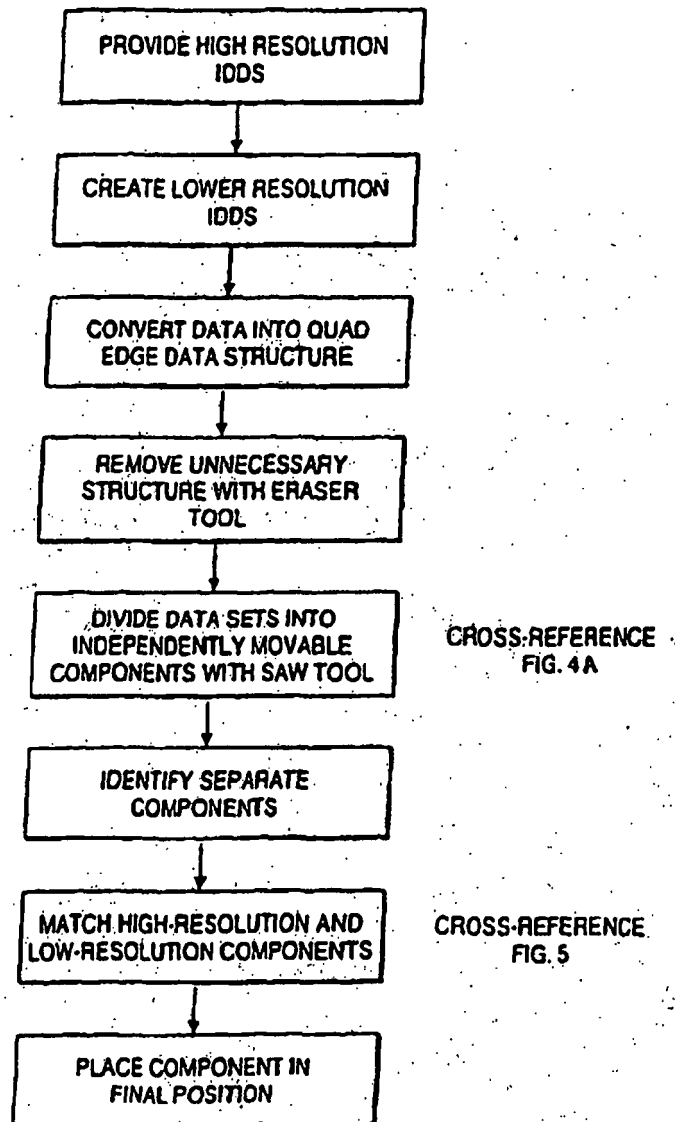 PROVIDE HIGH RESOLUTION
IDDS
CREATE LOWER RESOLUTION
IDDS
CONVERT DATA INTO QUAD
EDGE DATA STRUCTURE
REMOVE UNNECESSARY
STRUCTURE WITH ERASER
TOOL
DIVIDE DATA SETS INTO
INDEPENDENTLY MOVABLE
COMPONENTS WITH SAW TOOL
CROSS-REFERENCE
FIG. 4A
IDENTIFY SEPARATE
COMPONENTS
MATCH HIGH-RESOLUTION AND
LOW-RESOLUTION COMPONENTS
CROSS-REFERENCE
FIG. 5
PLACE COMPONENT IN
FINAL POSITION